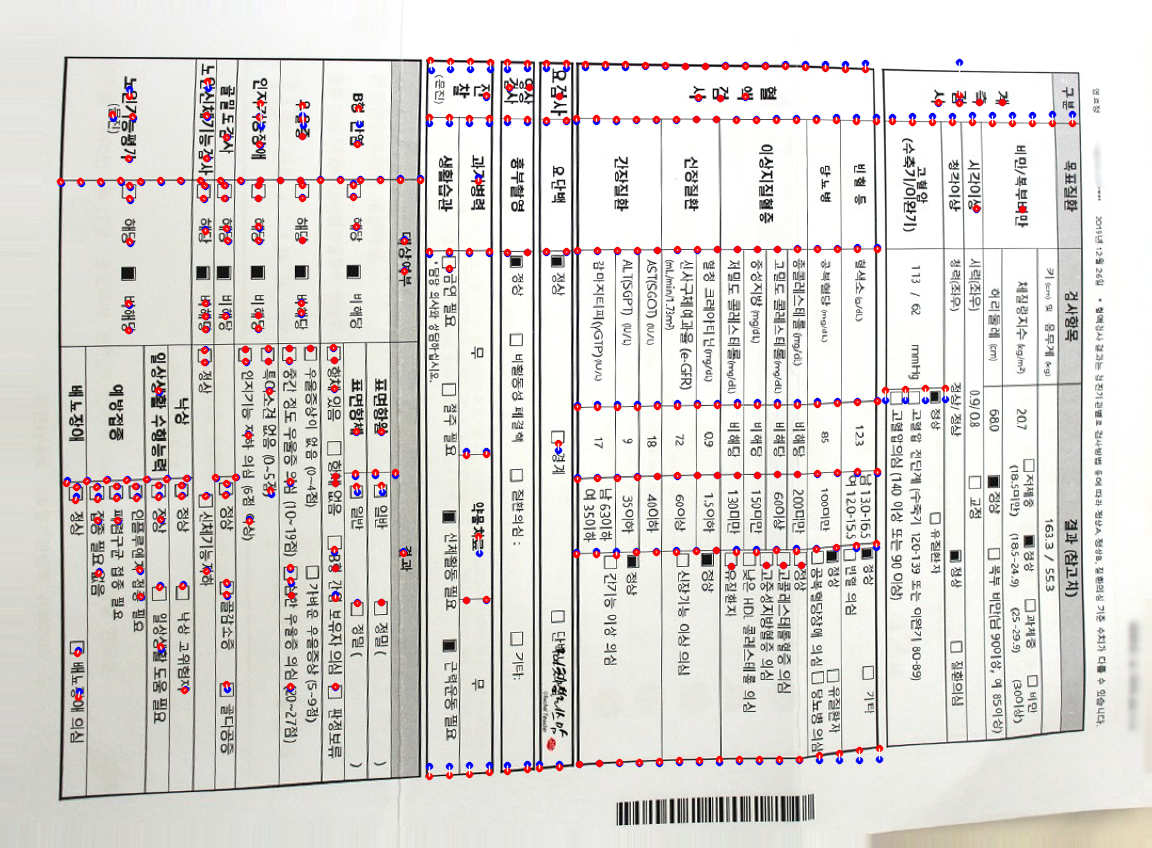 2019년 12월 26일 • 혈액검사 결과는 검진기관별로 검사방법 등에 따라 정상A, 정상B, 질환의심 기준 수치가 다를 수 있습니다.
구분 목표질환 검사항목 결과 (참고치)
계측검사
비만/복부비만 키 (cm) 및 몸무게 (kg) 163.3 / 55.3
체질량지수 (kg/m²) 20.7 □ 저체중 (18.5미만) ■ 정상 (18.5-24.9) □ 과체중 (25-29.9) □ 비만 (30이상)
허리둘레 (cm) 68.0 ■ 정상 □ 복부 비만(남 90이상, 여 85이상)
시각이상 시력(좌우) 0.9/0.8 □ 교정
청각이상 청력(좌우) 정상/정상 ■ 정상 □ 질환의심
고혈압 (수축기/이완기) 113 / 62 mmHg ■ 정상 □ 유질환자
□ 고혈압 전단계 (수축기 120-139 또는 이완기 80-89)
□ 고혈압의심 (140 이상 또는 90 이상)
혈액검사
빈혈 등 혈색소 (g/dL) 12.3 남 13.0-16.5 여 12.0-15.5 ■ 정상 □ 빈혈 의심 □ 기타
당뇨병 공복혈당 (mg/dL) 85 100미만 ■ 정상 □ 유질환자
□ 공복혈당장애 의심 □ 당뇨병 의심
이상지질혈증 총콜레스테롤 (mg/dL) 비해당 200미만 정상
고밀도 콜레스테롤(mg/dL) 비해당 60이상 □ 고콜레스테롤혈증 의심
중성지방 (mg/dL) 비해당 150미만 고중성지방혈증 의심
저밀도 콜레스테롤(mg/dL) 비해당 130미만 □ 낮은 HDL 콜레스테롤 의심
유질환자
신장질환 혈청 크레아티닌 (mg/dL) 0.9 1.5이하 ■ 정상
신사구체여과율 (e-GFR) (mL/min/1.73m²) 72 60이상 □ 신장기능 이상 의심
간장질환 AST(SGOT) (IU/L) 18 40이하
ALT(SGPT) (IU/L) 9 35이하 ■ 정상
감마지티피(γGTP)(IU/L) 17 남 63이하 여 35이하 □ 간기능 이상 의심
요검사 요단백 ■ 정상 □ 경계
영상검사 흉부촬영 ■ 정상 □ 비활동성 폐결핵 □ 질환의심 : □ 기타:
진찰 (문진) 과거병력 무 약물치료 무
생활습관 □ 금연 필요 □ 절주 필요 ■ 신체활동 필요 ■ 근력운동 필요
*담당 의사와 상담하십시오.
대상여부 결과
B형 간염 □ 해당 ■ 비해당 표면항원 □ 일반 □ 정밀 ( )
표면항체 □ 일반 □ 정밀 ( )
항체 있음 □ 항체 없음 간염 보유자 의심 □ 판정보류
우울증 □ 해당 ■ 비해당 □ 우울증상이 없음 (0~4점) □ 가벼운 우울증상 (5~9점)
□ 중간 정도 우울증 의심 (10~19점) □ 심한 우울증 의심 (20~27점)
인지기능장애 □ 해당 ■ 비해당 □ 특이소견 없음 (0~5점)
□ 인지기능 저하 의심 (6점 이상)
골밀도검사 □ 해당 ■ 비해당 □ 정상 □ 골감소증 □ 골다공증
노인신체기능검사 □ 해당 ■ 비해당 □ 정상 □ 신체기능저하
노인기능평가 (문진) □ 해당 ■ 비해당
낙상 □ 정상 □ 낙상 고위험자
일상생활 수행능력 □ 정상 □ 일상생활 도움 필요
예방접종 □ 인플루엔자 접종 필요
□ 폐렴구균 접종 필요
□ 접종 필요 없음
배뇨장애 □ 정상 □ 배뇨장애 의심